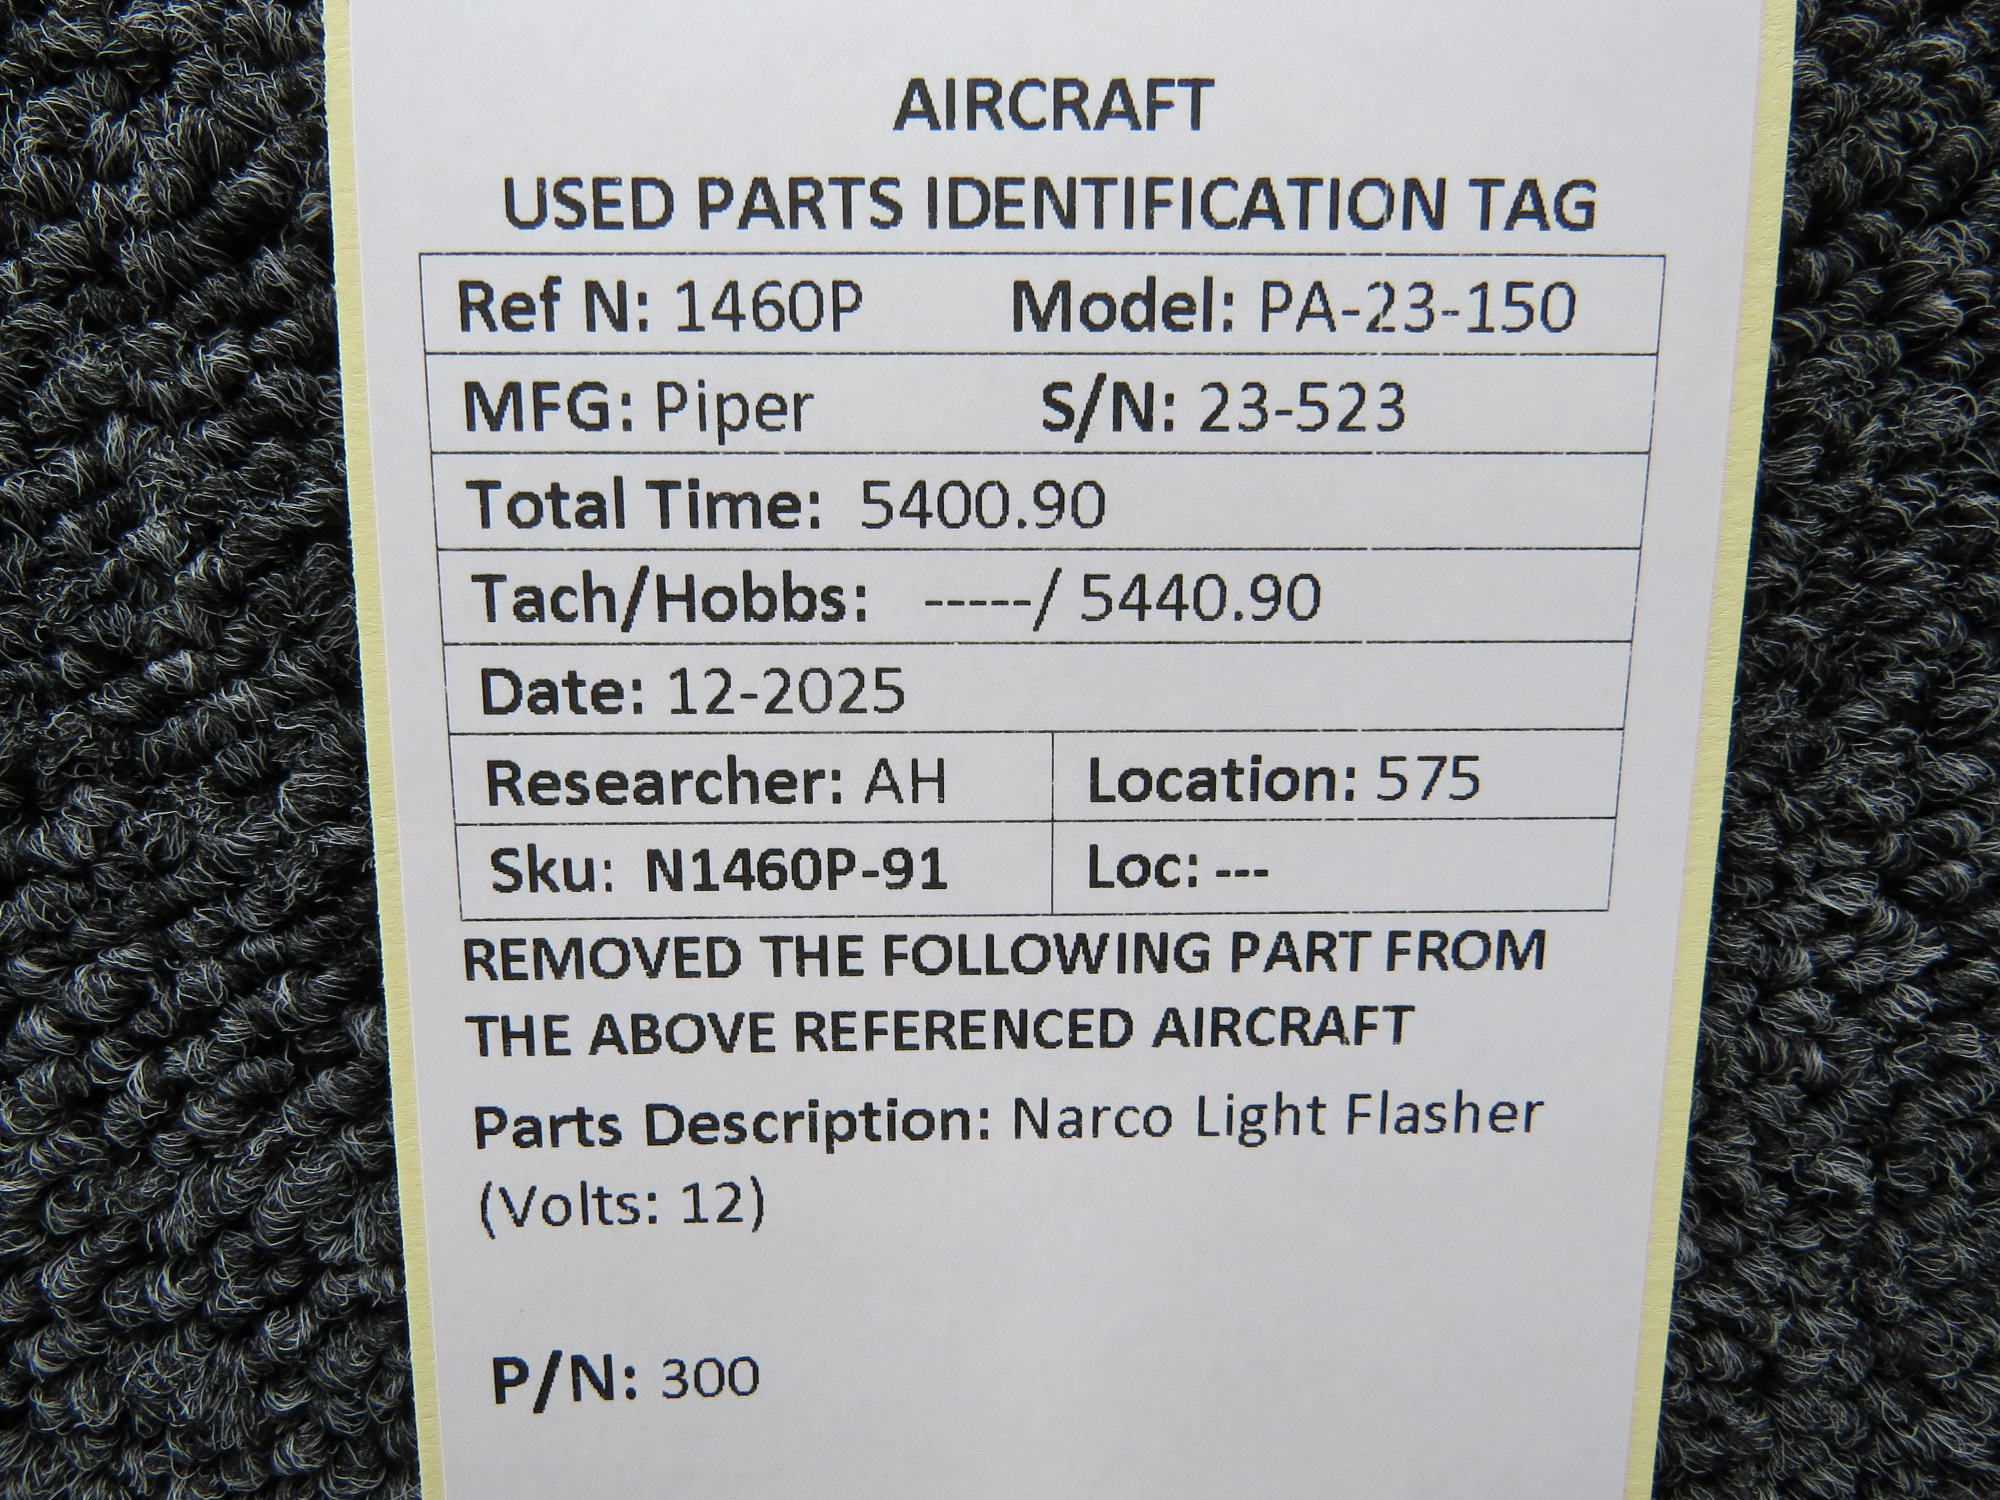 AIRCRAFT
USED PARTS IDENTIFICATION TAG
Ref N: 1460P Model: PA-23-150
MFG: Piper S/N: 23-523
Total Time: 5400.90
Tach/Hobbs: -----/ 5440.90
Date: 12-2025
Researcher: AH Location: 575
Sku: N1460P-91 Loc: ---
REMOVED THE FOLLOWING PART FROM
THE ABOVE REFERENCED AIRCRAFT
Parts Description: Narco Light Flasher
(Volts: 12)
P/N: 300